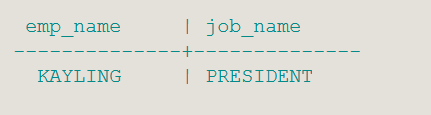 emp_name | job_name
--------------+--------------
KAYLING | PRESIDENT